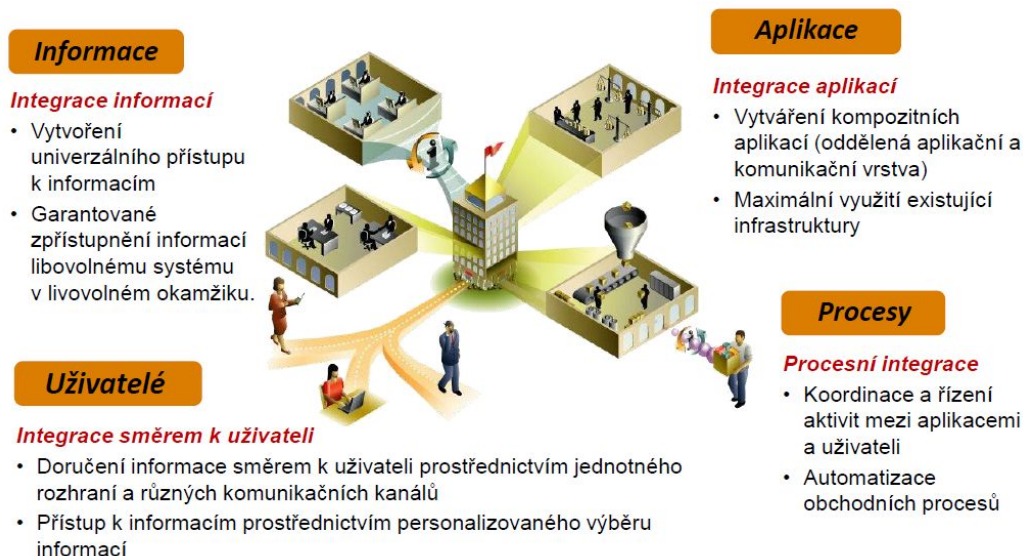 Informace
Integrace informací
• Vytvoření
univerzálního přístupu
k informacím
• Garantované
zpřístupnění informací
libovolnému systému
v livovolném okamžiku.
Aplikace
Integrace aplikací
• Vytváření kompozitních
aplikací (oddělená aplikační a
komunikační vrstva)
• Maximální využití existující
infrastruktury
Uživatelé
Integrace směrem k uživateli
• Doručení informace směrem k uživateli prostřednictvím jednotného
rozhraní a různých komunikačních kanálů
• Přístup k informacím prostřednictvím personalizovaného výběru
informací
Procesy
Procesní integrace
• Koordinace a řízení
aktivit mezi aplikacemi
a uživateli
• Automatizace
obchodních procesů